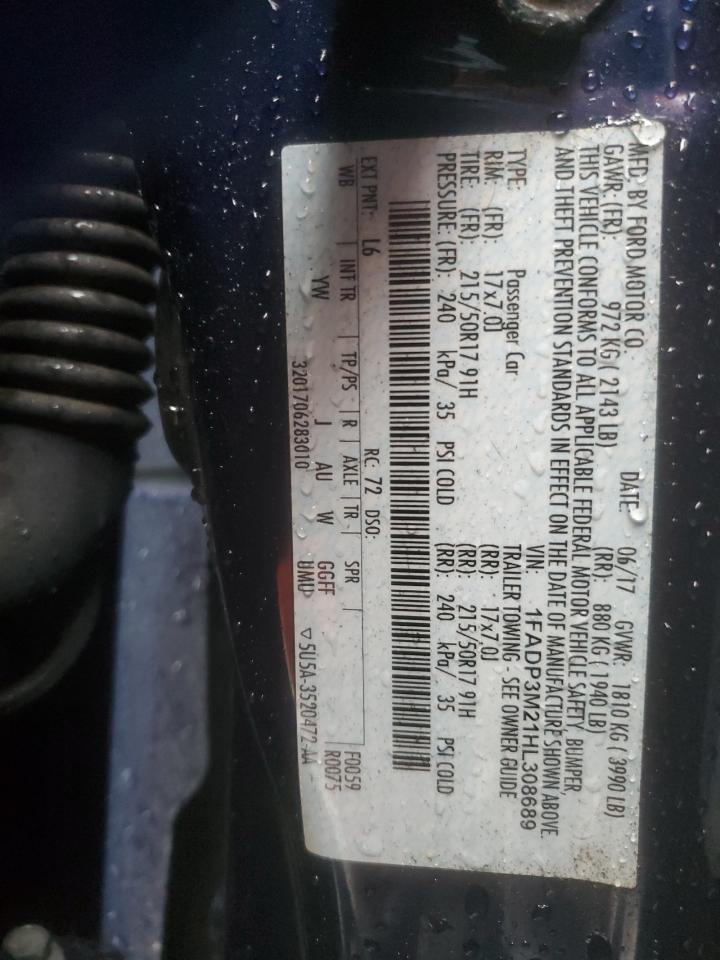 MFD. BY FORD MOTOR CO. DATE: 06/17 GVWR: 1810 KG ( 3990 LB)
GAWR: (FR): 972 KG ( 2143 LB) (RR): 880 KG ( 1940 LB)
THIS VEHICLE CONFORMS TO ALL APPLICABLE FEDERAL MOTOR VEHICLE SAFETY, BUMPER,
AND THEFT PREVENTION STANDARDS IN EFFECT ON THE DATE OF MANUFACTURE SHOWN ABOVE.
VIN: 1FADP3M21HL308689
TYPE: Passenger Car TRAILER TOWING - SEE OWNER GUIDE
RIM: (FR): 17x7.0J (RR): 17x7.0J
TIRE: (FR): 215/50R17 91H (RR): 215/50R17 91H
PRESSURE: (FR): 240 kPa/ 35 PSI COLD (RR): 240 kPa/ 35 PSI COLD
EXT PNT: L6 RC: 72 DSO: F0059
WB | INT TR | TP/PS | R | AXLE | TR | SPR | R0075
YW J AU W GGFF
3201706283010 UMU ▽ 5U5A-3520472-AA